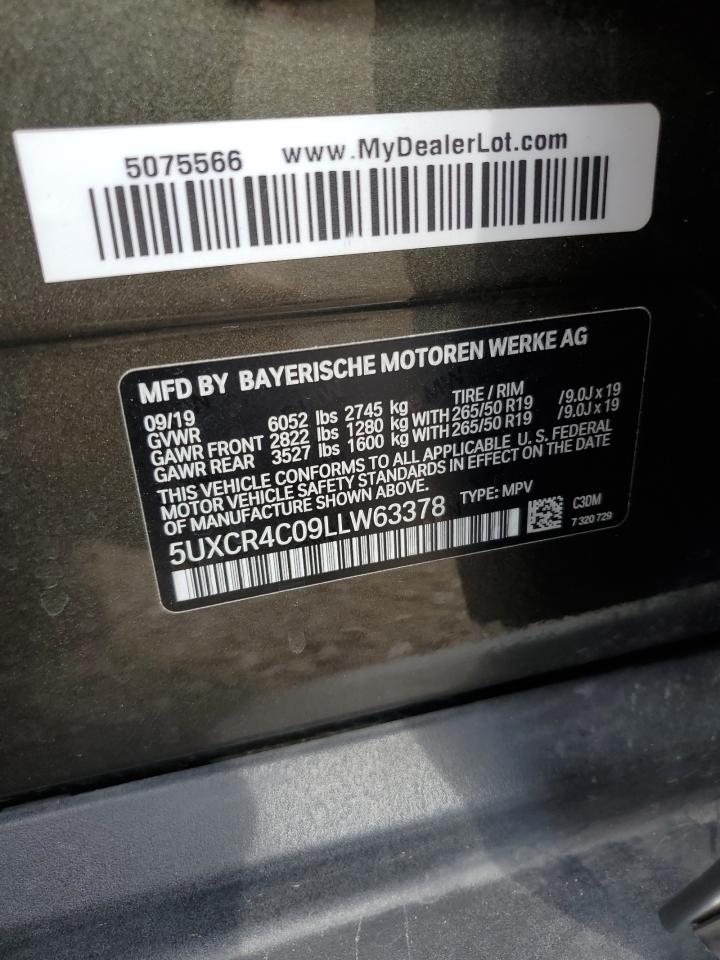 5075566 www.MyDealerLot.com
MFD BY BAYERISCHE MOTOREN WERKE AG
09/19 TIRE / RIM
GVWR 6052 lbs 2745 kg
GAWR FRONT 2822 lbs 1280 kg WITH 265/50 R19 /9.0J x 19
GAWR REAR 3527 lbs 1600 kg WITH 265/50 R19 /9.0J x 19
THIS VEHICLE CONFORMS TO ALL APPLICABLE U. S. FEDERAL
MOTOR VEHICLE SAFETY STANDARDS IN EFFECT ON THE DATE
OF MANUFACTURE SHOWN ABOVE.
5UXCR4C09LLW63378 TYPE: MPV
C3DM
7 320 729